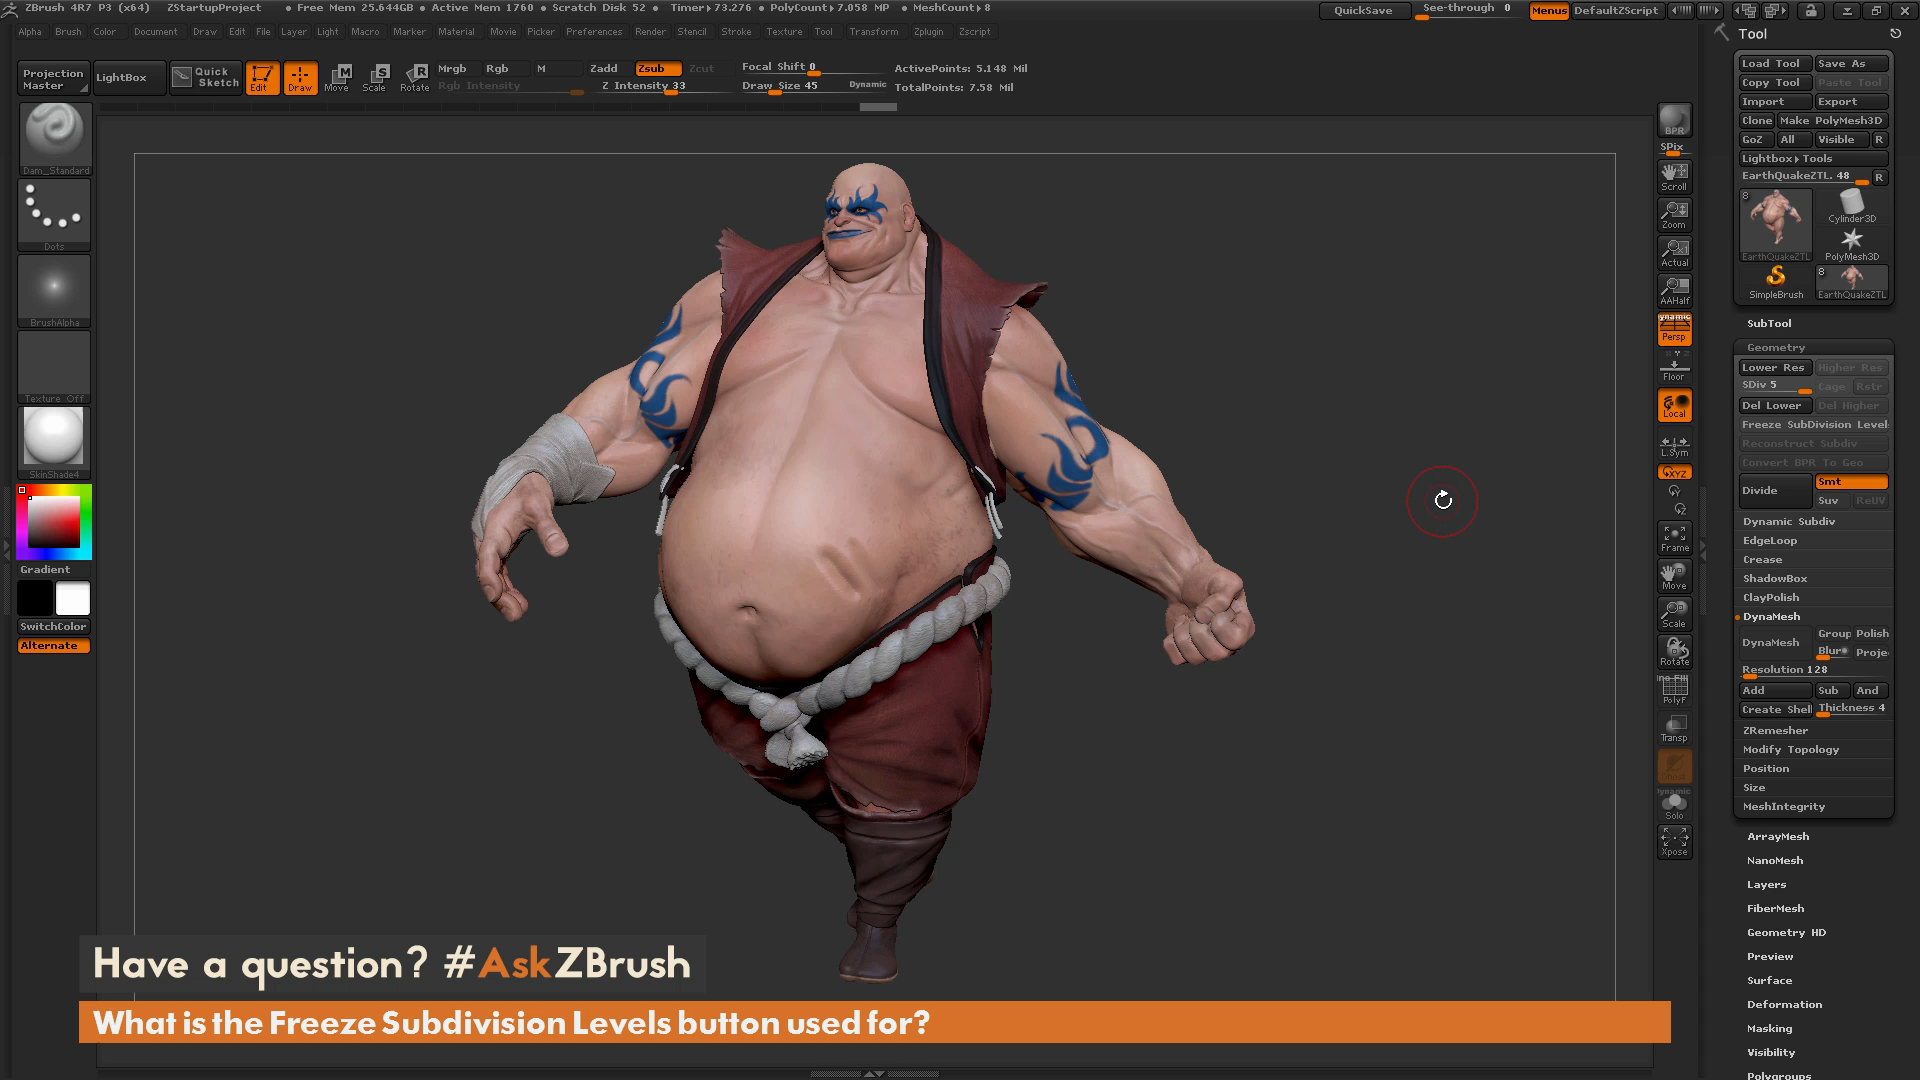 ZBrush 4R7 P3 (x64) ZStartupProject • Free Mem 25.644GB • Active Mem 1760 • Scratch Disk 52 • Timer▸73.276 • PolyCount▸7.058 MP • MeshCount▸8
QuickSave See-through 0 Menus DefaultZScript
Alpha Brush Color Document Draw Edit File Layer Light Macro Marker Material Movie Picker Preferences Render Stencil Stroke Texture Tool Transform Zplugin Zscript
Tool
Projection Master
LightBox
Quick Sketch
Edit
Draw
Move
Scale
Rotate
Mrgb Rgb M
Rgb Intensity
Zadd Zsub Zcut
Z Intensity 33
Focal Shift 0
Draw Size 45 Dynamic
ActivePoints: 5.148 Mil
TotalPoints: 7.58 Mil
Dam_Standard
Dots
BrushAlpha
Texture Off
SkinShade4
Gradient
SwitchColor
Alternate
BPR
SPix
Scroll
Zoom
Actual
AAHalf
Persp
Floor
Local
L.Sym
XYZ
Frame
Move
Scale
Rotate
PolyF
Transp
Solo
Xpose
Load Tool Save As
Copy Tool Paste Tool
Import Export
Clone Make PolyMesh3D
GoZ All Visible R
Lightbox▸Tools
EarthQuakeZTL. 48 R
8
EarthQuakeZTL
Cylinder3D
PolyMesh3D
SimpleBrush
8
EarthQuakeZTL
SubTool
Geometry
Lower Res Higher Res
SDiv 5 Cage Rstr
Del Lower Del Higher
Freeze SubDivision Level
Reconstruct Subdiv
Convert BPR To Geo
Divide
Smt
Suv ReUV
Dynamic Subdiv
EdgeLoop
Crease
ShadowBox
ClayPolish
DynaMesh
DynaMesh
Group Polish
Blur Proje
Resolution 128
Add Sub And
Create Shell Thickness 4
ZRemesher
Modify Topology
Position
Size
MeshIntegrity
ArrayMesh
NanoMesh
Layers
FiberMesh
Geometry HD
Preview
Surface
Deformation
Masking
Visibility
Polygroups
Have a question? #AskZBrush
What is the Freeze Subdivision Levels button used for?